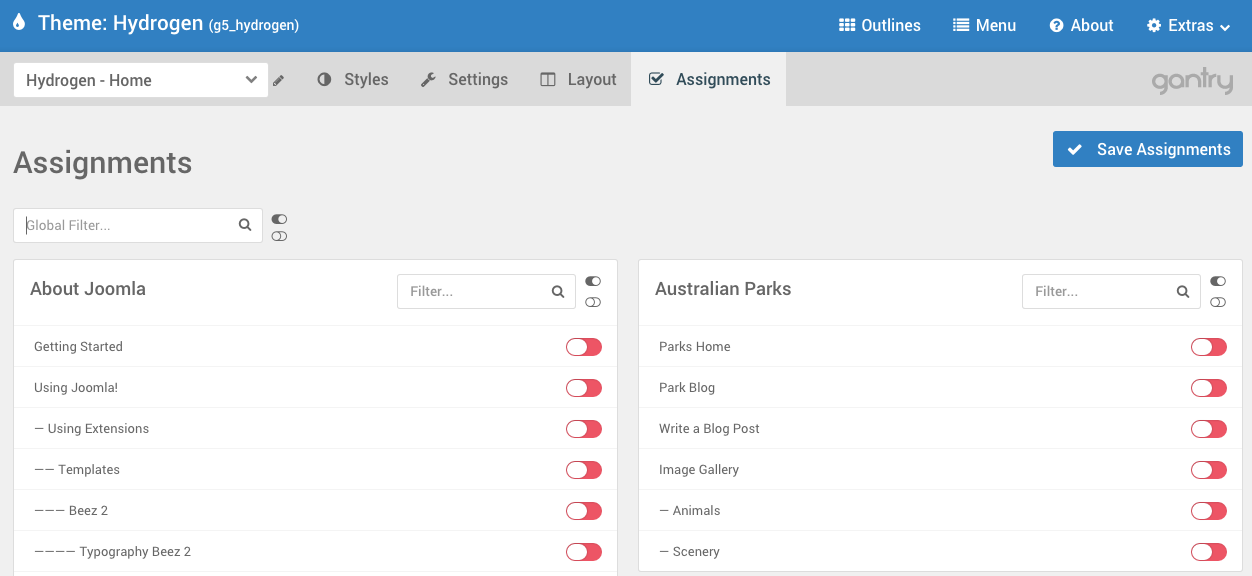 Theme: Hydrogen (g5_hydrogen)
Outlines
Menu
About
Extras
Hydrogen - Home
Styles
Settings
Layout
Assignments
gantry
Assignments
Save Assignments
Global Filter...
About Joomla
Filter...
Getting Started
Using Joomla!
— Using Extensions
—— Templates
——— Beez 2
———— Typography Beez 2
Australian Parks
Filter...
Parks Home
Park Blog
Write a Blog Post
Image Gallery
— Animals
— Scenery